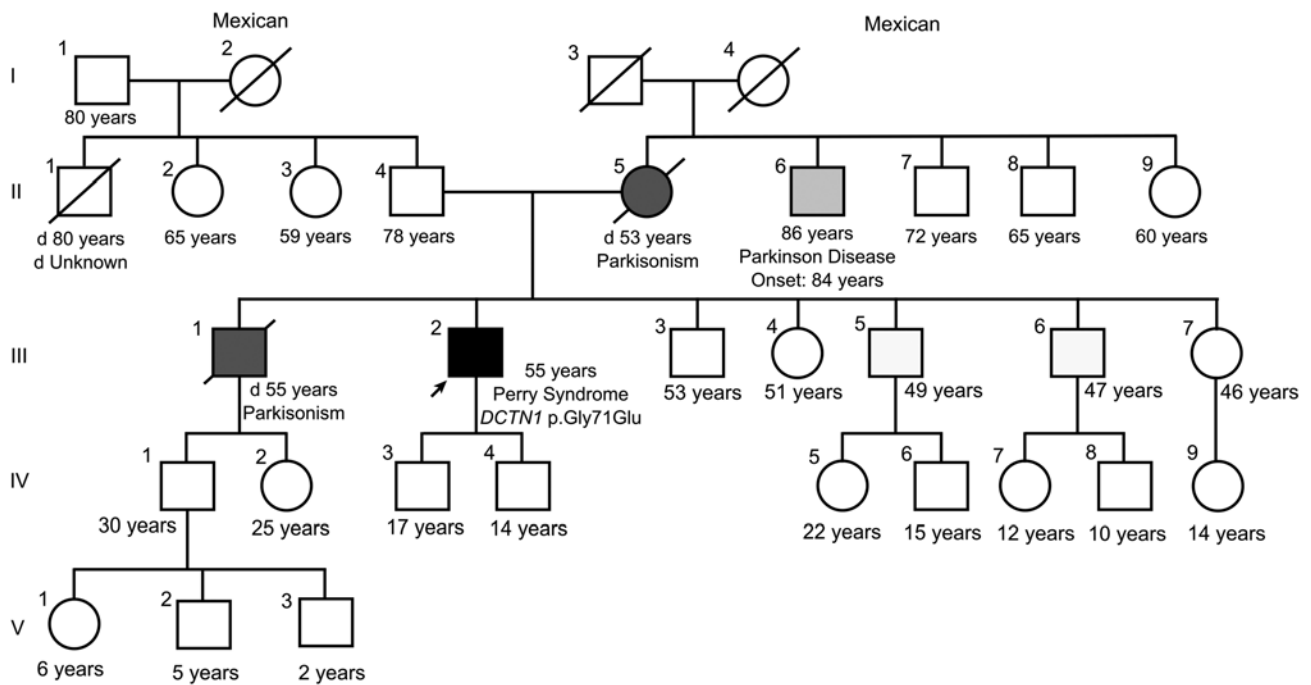 Mexican
Mexican
I
1
2
3
4
80 years
II
1
2
3
4
5
6
7
8
9
d 80 years
d Unknown
65 years
59 years
78 years
d 53 years
Parkisonism
86 years
Parkinson Disease
Onset: 84 years
72 years
65 years
60 years
III
1
2
3
4
5
6
7
d 55 years
Parkisonism
55 years
Perry Syndrome
DCTN1 p.Gly71Glu
53 years
51 years
49 years
47 years
46 years
IV
1
2
3
4
5
6
7
8
9
30 years
25 years
17 years
14 years
22 years
15 years
12 years
10 years
14 years
V
1
2
3
6 years
5 years
2 years